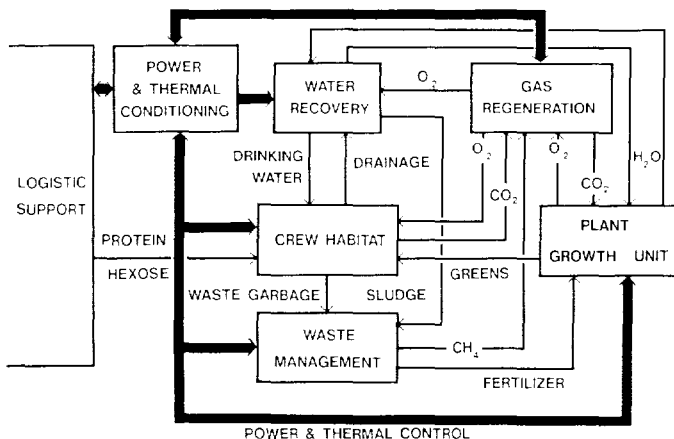 POWER
& THERMAL
CONDITIONING
WATER
RECOVERY
O2
GAS
REGENERATION
LOGISTIC
SUPPORT
DRINKING
WATER
DRAINAGE
O2
CO2
O2
CO2
H2O
PROTEIN
HEXOSE
CREW HABITAT
PLANT
GROWTH UNIT
GREENS
WASTE GARBAGE
SLUDGE
WASTE
MANAGEMENT
CH4
FERTILIZER
POWER & THERMAL CONTROL